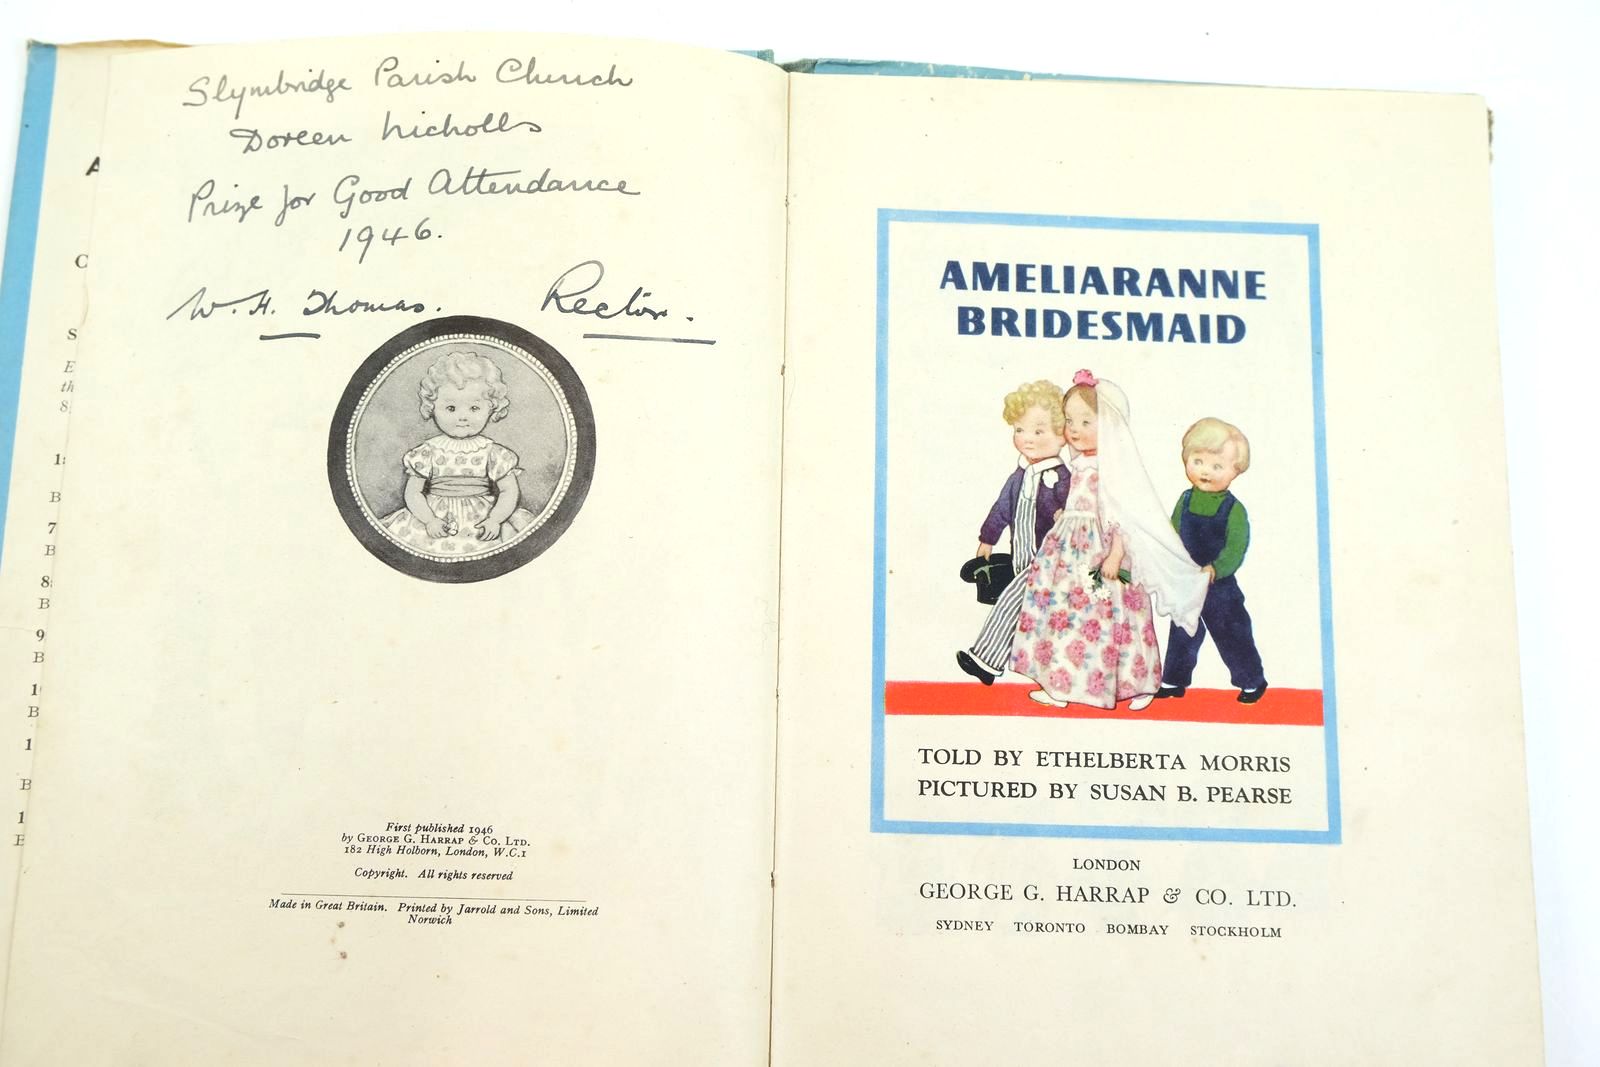 Slymbridge Parish Church
Doreen Nicholls
Prize for Good Attendance
1946.
W. H. Thomas. Rector.
First published 1946
by GEORGE G. HARRAP & CO. LTD.
182 High Holborn, London, W.C.1
Copyright. All rights reserved
Made in Great Britain. Printed by Jarrold and Sons, Limited
Norwich
AMELIARANNE
BRIDESMAID
TOLD BY ETHELBERTA MORRIS
PICTURED BY SUSAN B. PEARSE
LONDON
GEORGE G. HARRAP & CO. LTD.
SYDNEY TORONTO BOMBAY STOCKHOLM